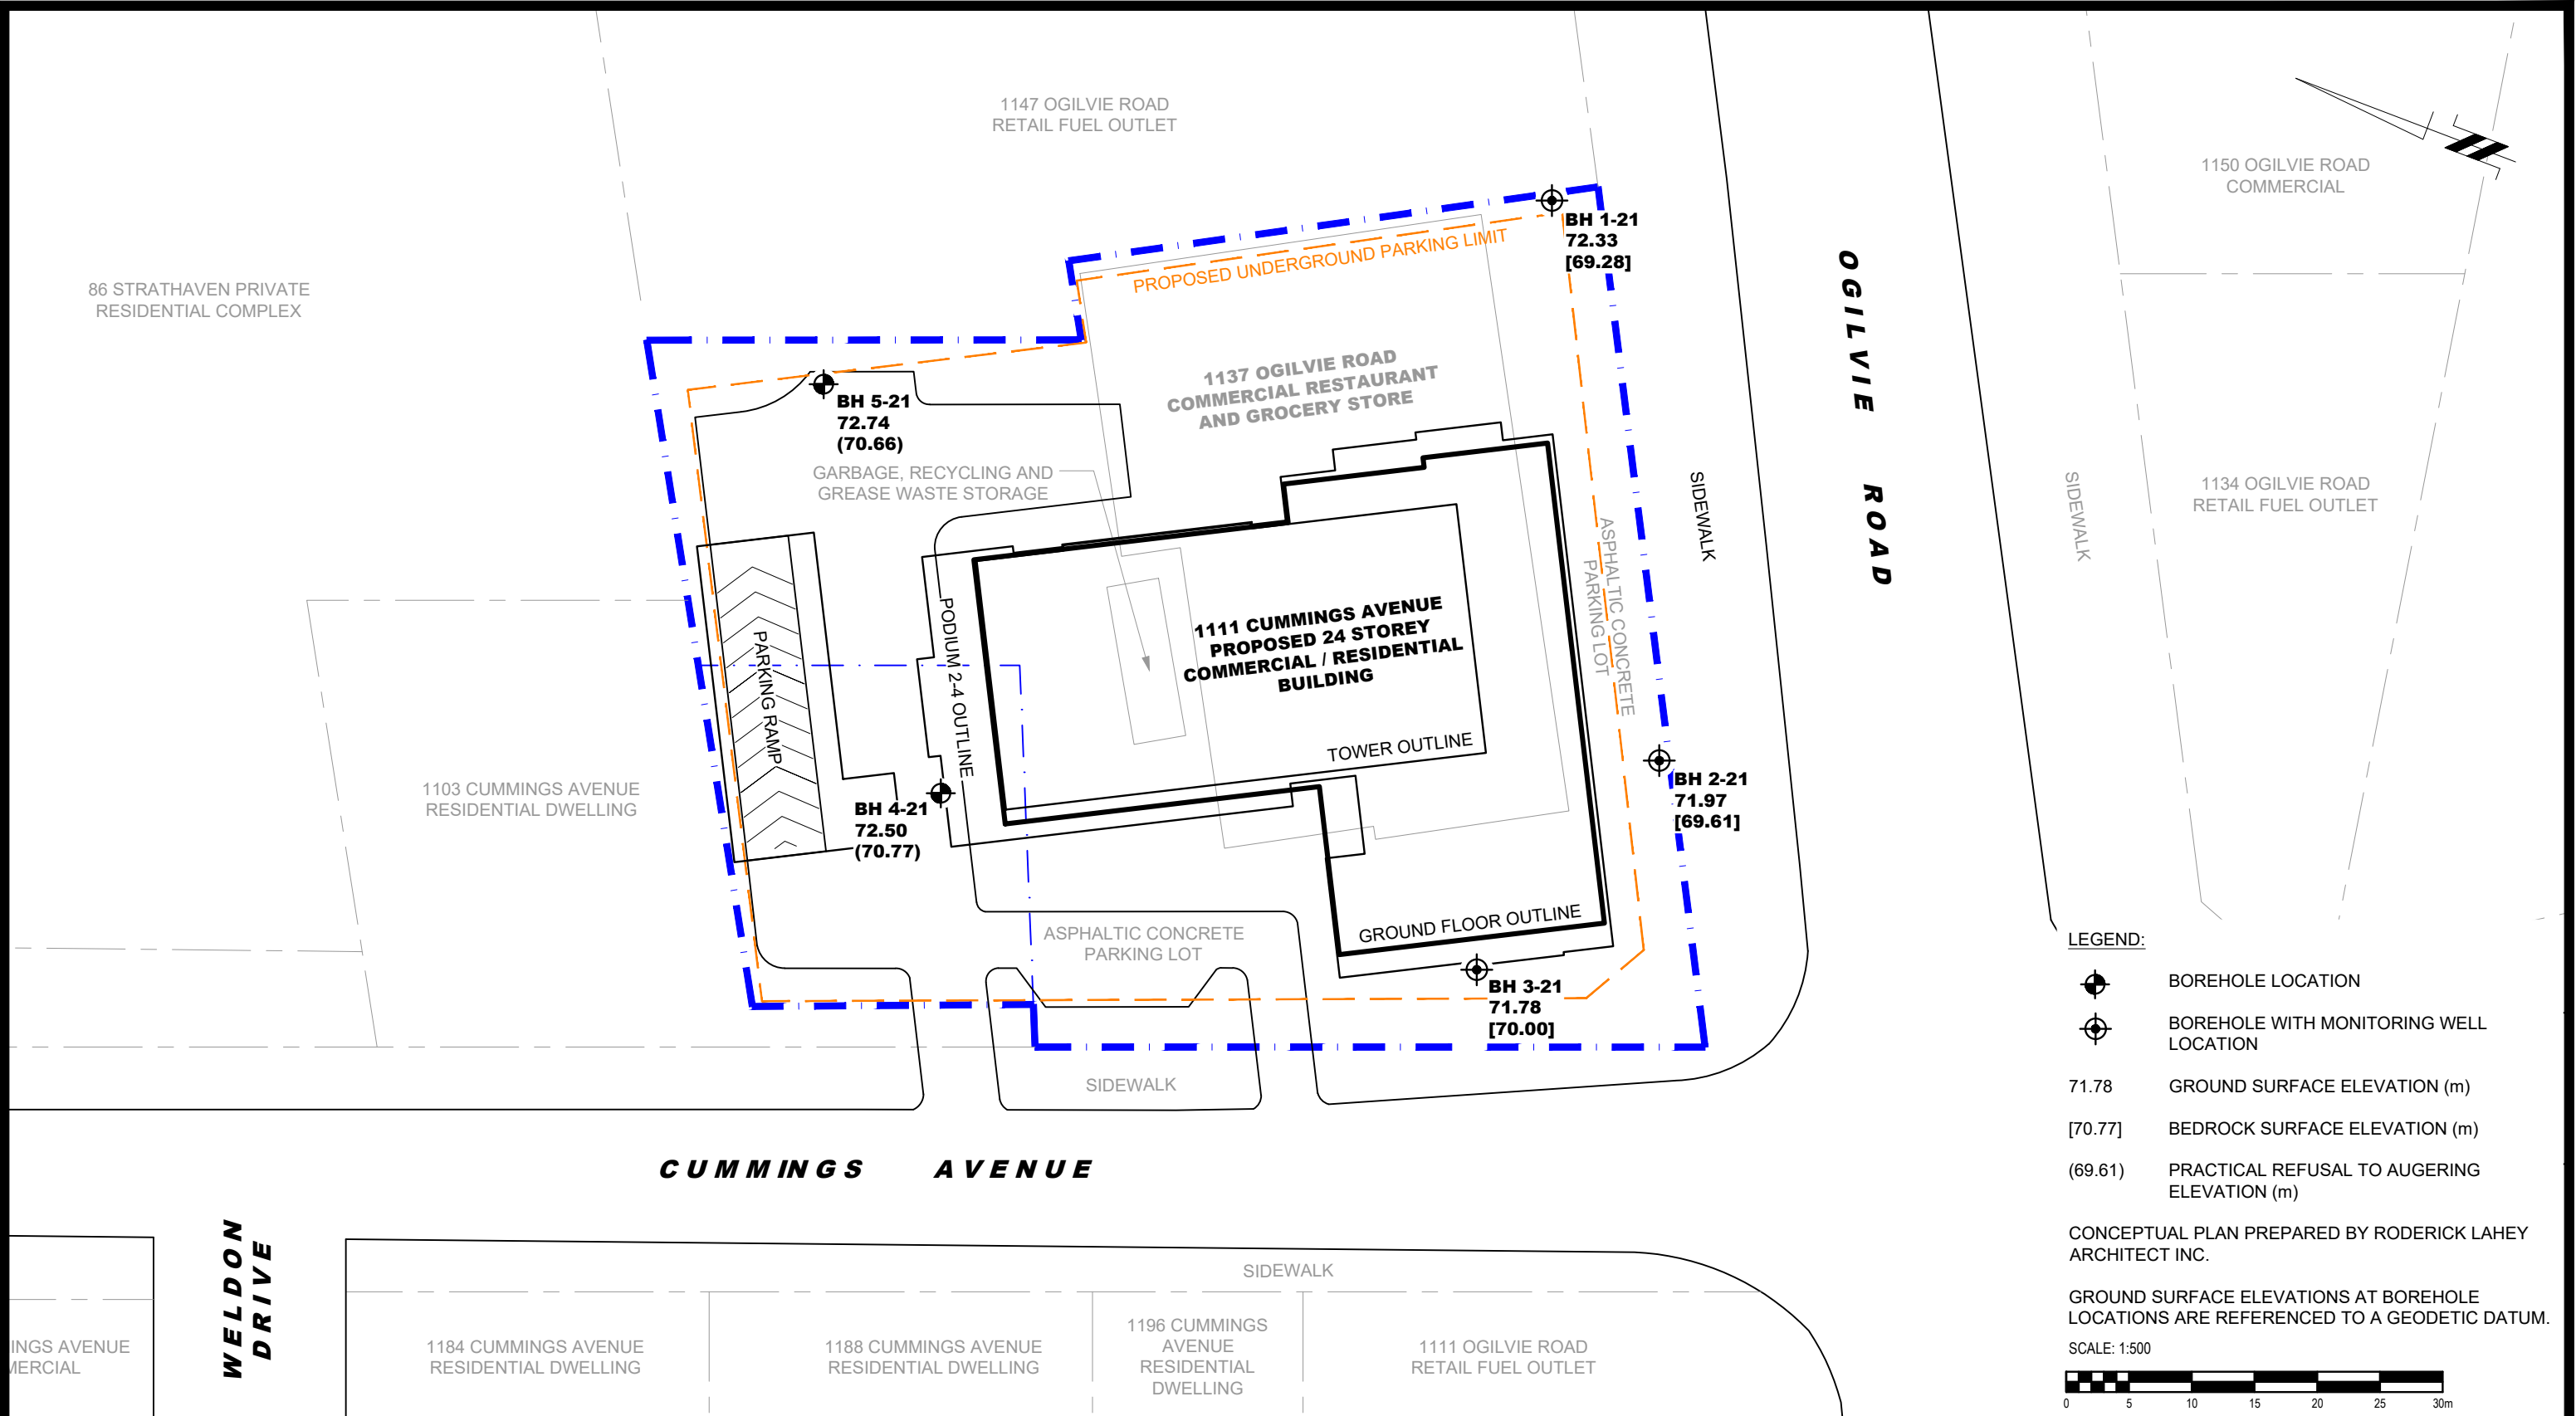 1147 OGILVIE ROAD
RETAIL FUEL OUTLET
1150 OGILVIE ROAD
COMMERCIAL
86 STRATHAVEN PRIVATE
RESIDENTIAL COMPLEX
BH 1-21
72.33
[69.28]
PROPOSED UNDERGROUND PARKING LIMIT
OGILVIE ROAD
1137 OGILVIE ROAD
COMMERCIAL RESTAURANT
AND GROCERY STORE
BH 5-21
72.74
(70.66)
GARBAGE, RECYCLING AND
GREASE WASTE STORAGE
SIDEWALK
SIDEWALK
1134 OGILVIE ROAD
RETAIL FUEL OUTLET
ASPHALTIC CONCRETE
PARKING LOT
1111 CUMMINGS AVENUE
PROPOSED 24 STOREY
COMMERCIAL / RESIDENTIAL
BUILDING
PODIUM 2-4 OUTLINE
PARKING RAMP
TOWER OUTLINE
1103 CUMMINGS AVENUE
RESIDENTIAL DWELLING
BH 4-21
72.50
(70.77)
BH 2-21
71.97
[69.61]
GROUND FLOOR OUTLINE
ASPHALTIC CONCRETE
PARKING LOT
BH 3-21
71.78
[70.00]
SIDEWALK
CUMMINGS AVENUE
WELDON
DRIVE
SIDEWALK
INGS AVENUE
MERCIAL
1184 CUMMINGS AVENUE
RESIDENTIAL DWELLING
1188 CUMMINGS AVENUE
RESIDENTIAL DWELLING
1196 CUMMINGS
AVENUE
RESIDENTIAL
DWELLING
1111 OGILVIE ROAD
RETAIL FUEL OUTLET
LEGEND:
BOREHOLE LOCATION
BOREHOLE WITH MONITORING WELL
LOCATION
71.78 GROUND SURFACE ELEVATION (m)
[70.77] BEDROCK SURFACE ELEVATION (m)
(69.61) PRACTICAL REFUSAL TO AUGERING
ELEVATION (m)
CONCEPTUAL PLAN PREPARED BY RODERICK LAHEY
ARCHITECT INC.
GROUND SURFACE ELEVATIONS AT BOREHOLE
LOCATIONS ARE REFERENCED TO A GEODETIC DATUM.
SCALE: 1:500
0 5 10 15 20 25 30m